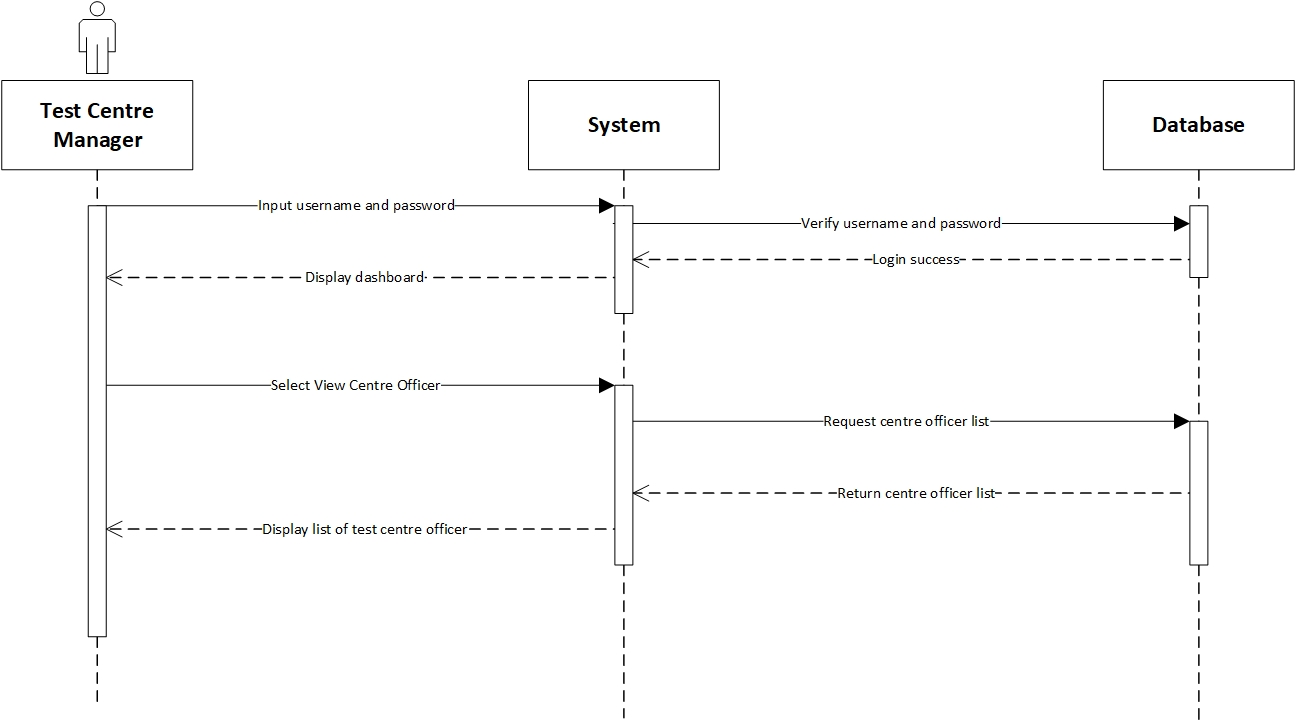 Test Centre
Manager
System
Database
Input username and password
Verify username and password
Login success
Display dashboard
Select View Centre Officer
Request centre officer list
Return centre officer list
Display list of test centre officer